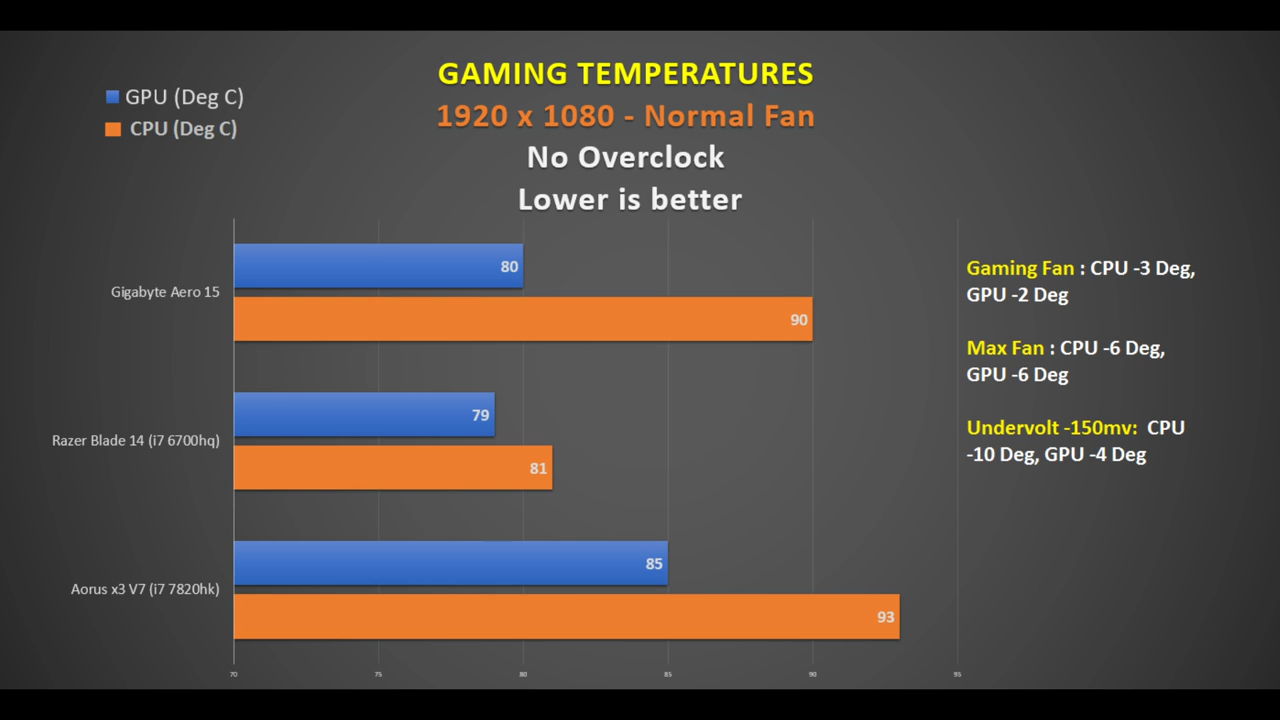 GAMING TEMPERATURES
1920 x 1080 - Normal Fan
No Overclock
Lower is better
GPU (Deg C)
CPU (Deg C)
Gigabyte Aero 15
80
90
Razer Blade 14 (i7 6700hq)
79
81
Aorus x3 V7 (i7 7820hk)
85
93
70 75 80 85 90 95
Gaming Fan : CPU -3 Deg,
GPU -2 Deg
Max Fan : CPU -6 Deg,
GPU -6 Deg
Undervolt -150mv: CPU
-10 Deg, GPU -4 Deg